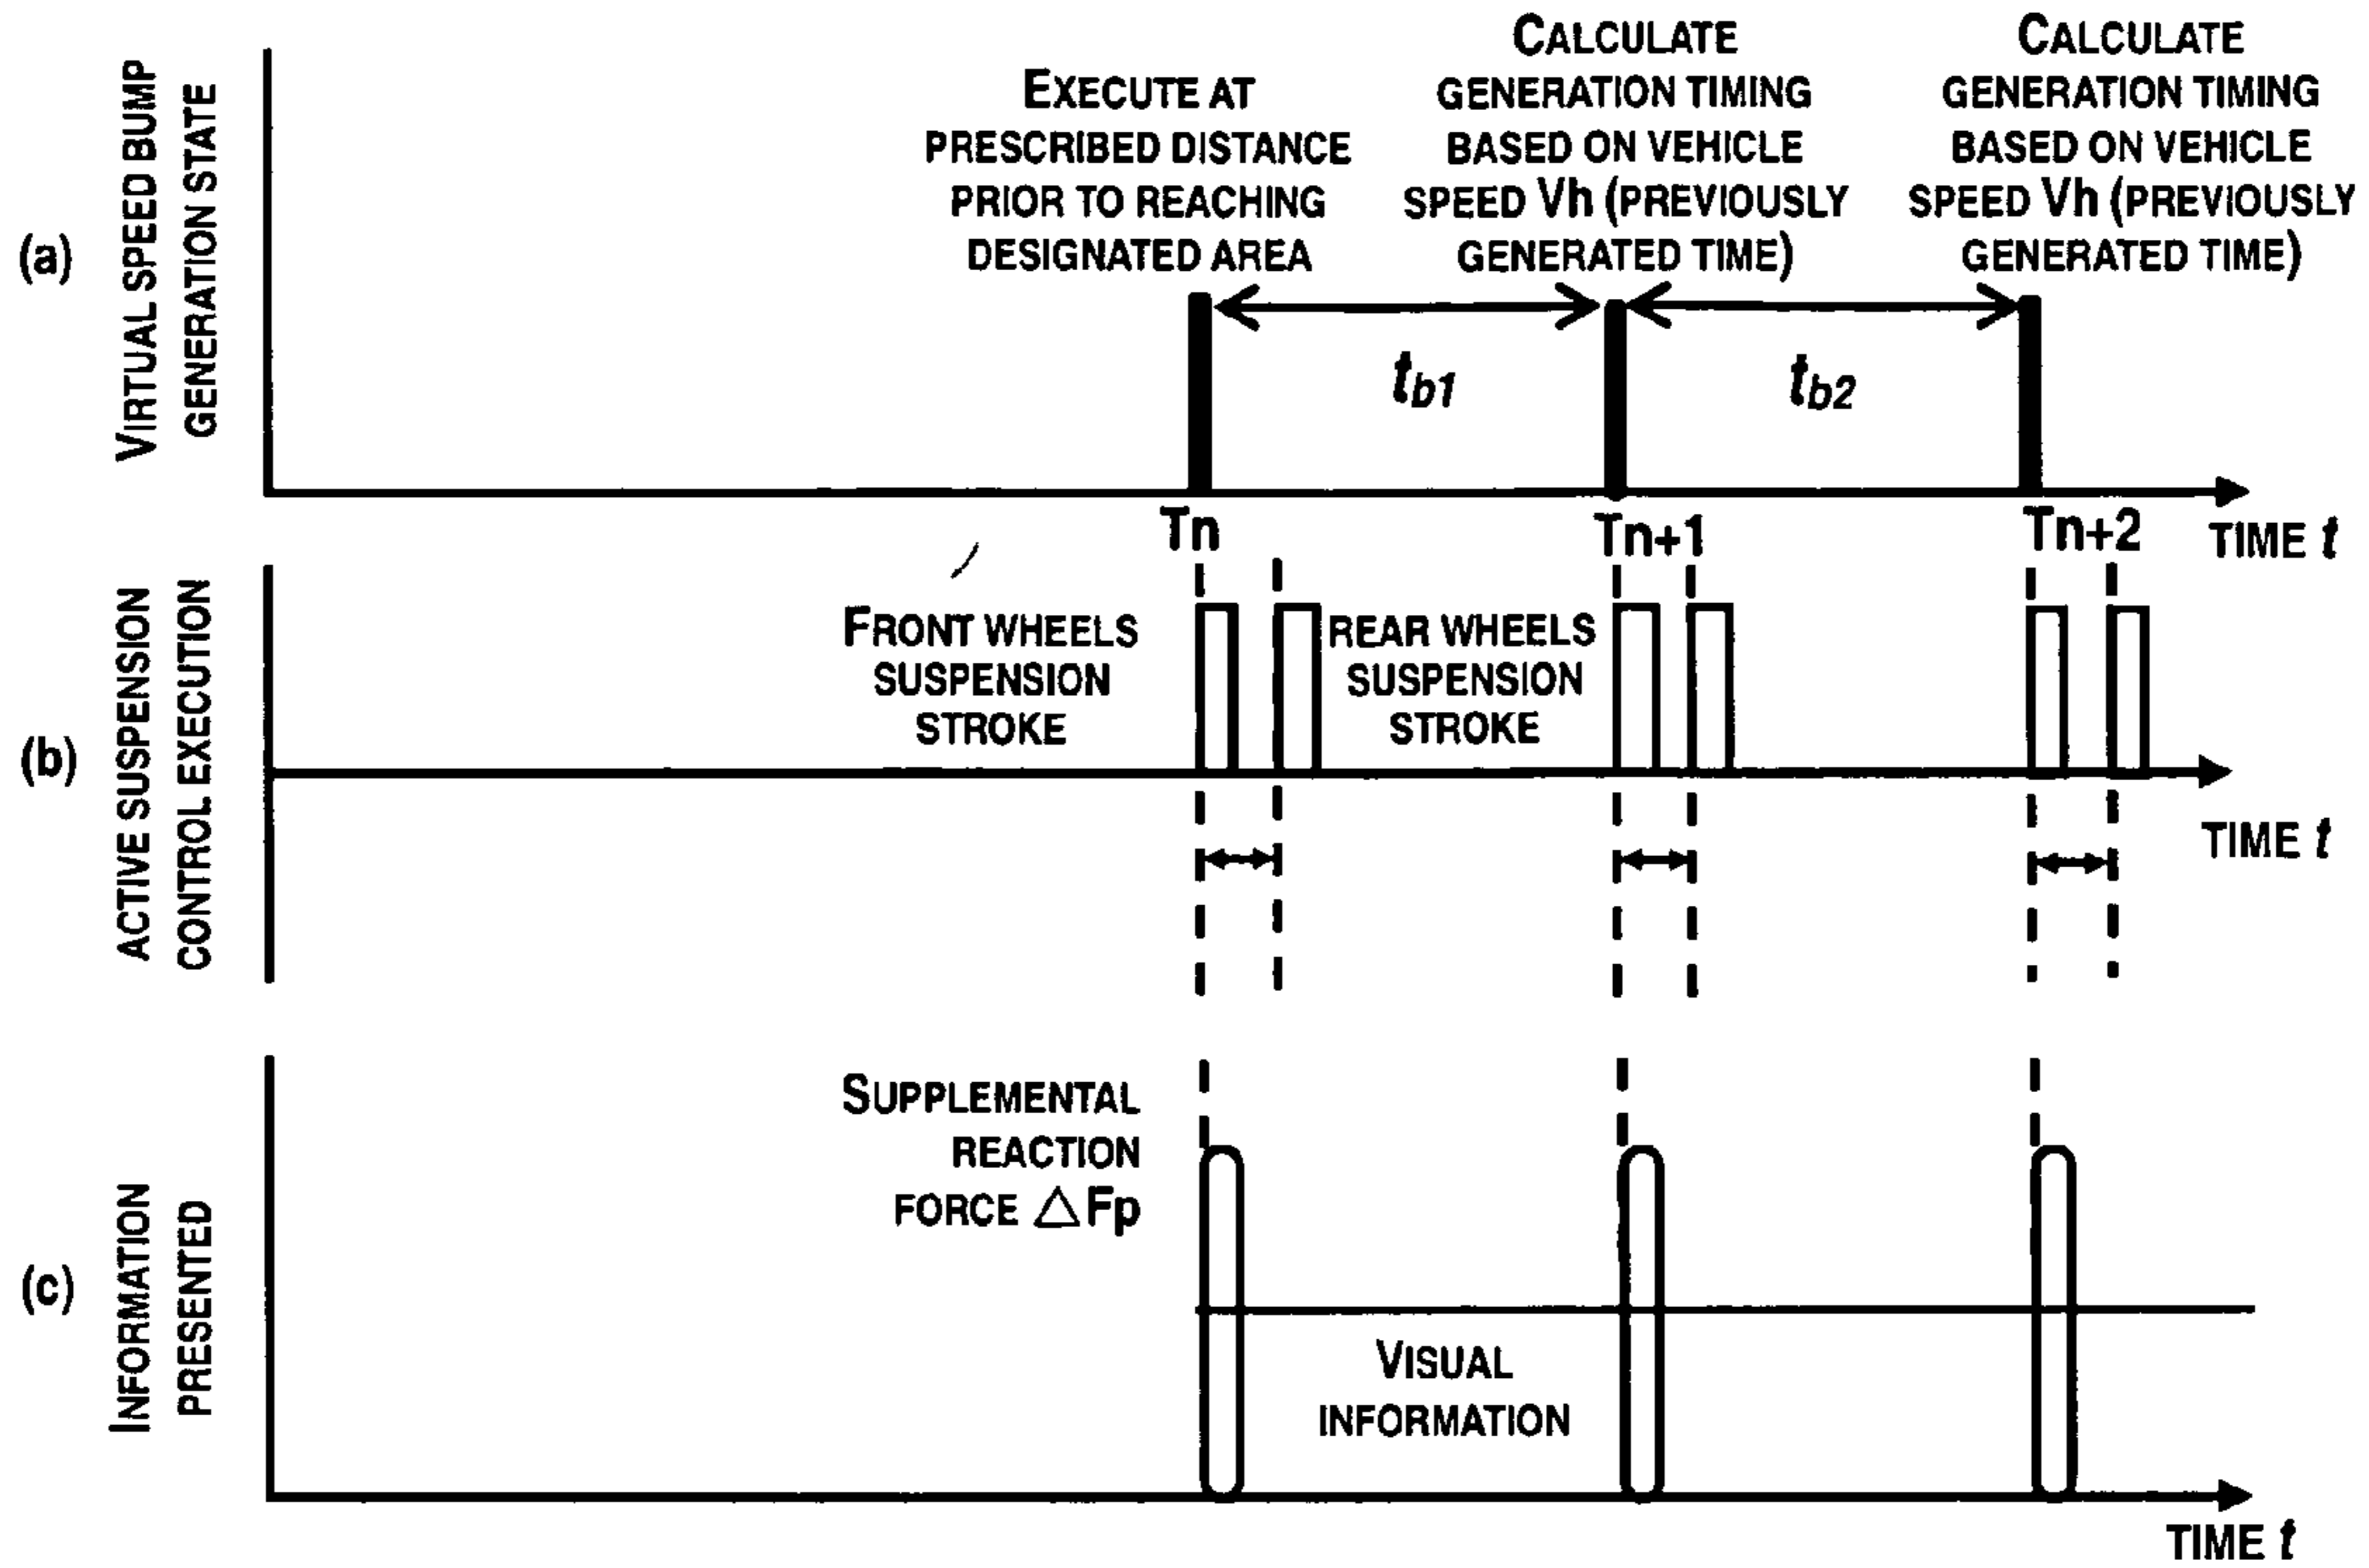 (a)
VIRTUAL SPEED BUMP
GENERATION STATE
EXECUTE AT
PRESCRIBED DISTANCE
PRIOR TO REACHING
DESIGNATED AREA
CALCULATE
GENERATION TIMING
BASED ON VEHICLE
SPEED Vh (PREVIOUSLY
GENERATED TIME)
CALCULATE
GENERATION TIMING
BASED ON VEHICLE
SPEED Vh (PREVIOUSLY
GENERATED TIME)
tb1
tb2
Tn
Tn+1
Tn+2
TIME t
(b)
ACTIVE SUSPENSION
CONTROL EXECUTION
FRONT WHEELS
SUSPENSION
STROKE
REAR WHEELS
SUSPENSION
STROKE
TIME t
(c)
INFORMATION
PRESENTED
SUPPLEMENTAL
REACTION
FORCE △Fp
VISUAL
INFORMATION
TIME t